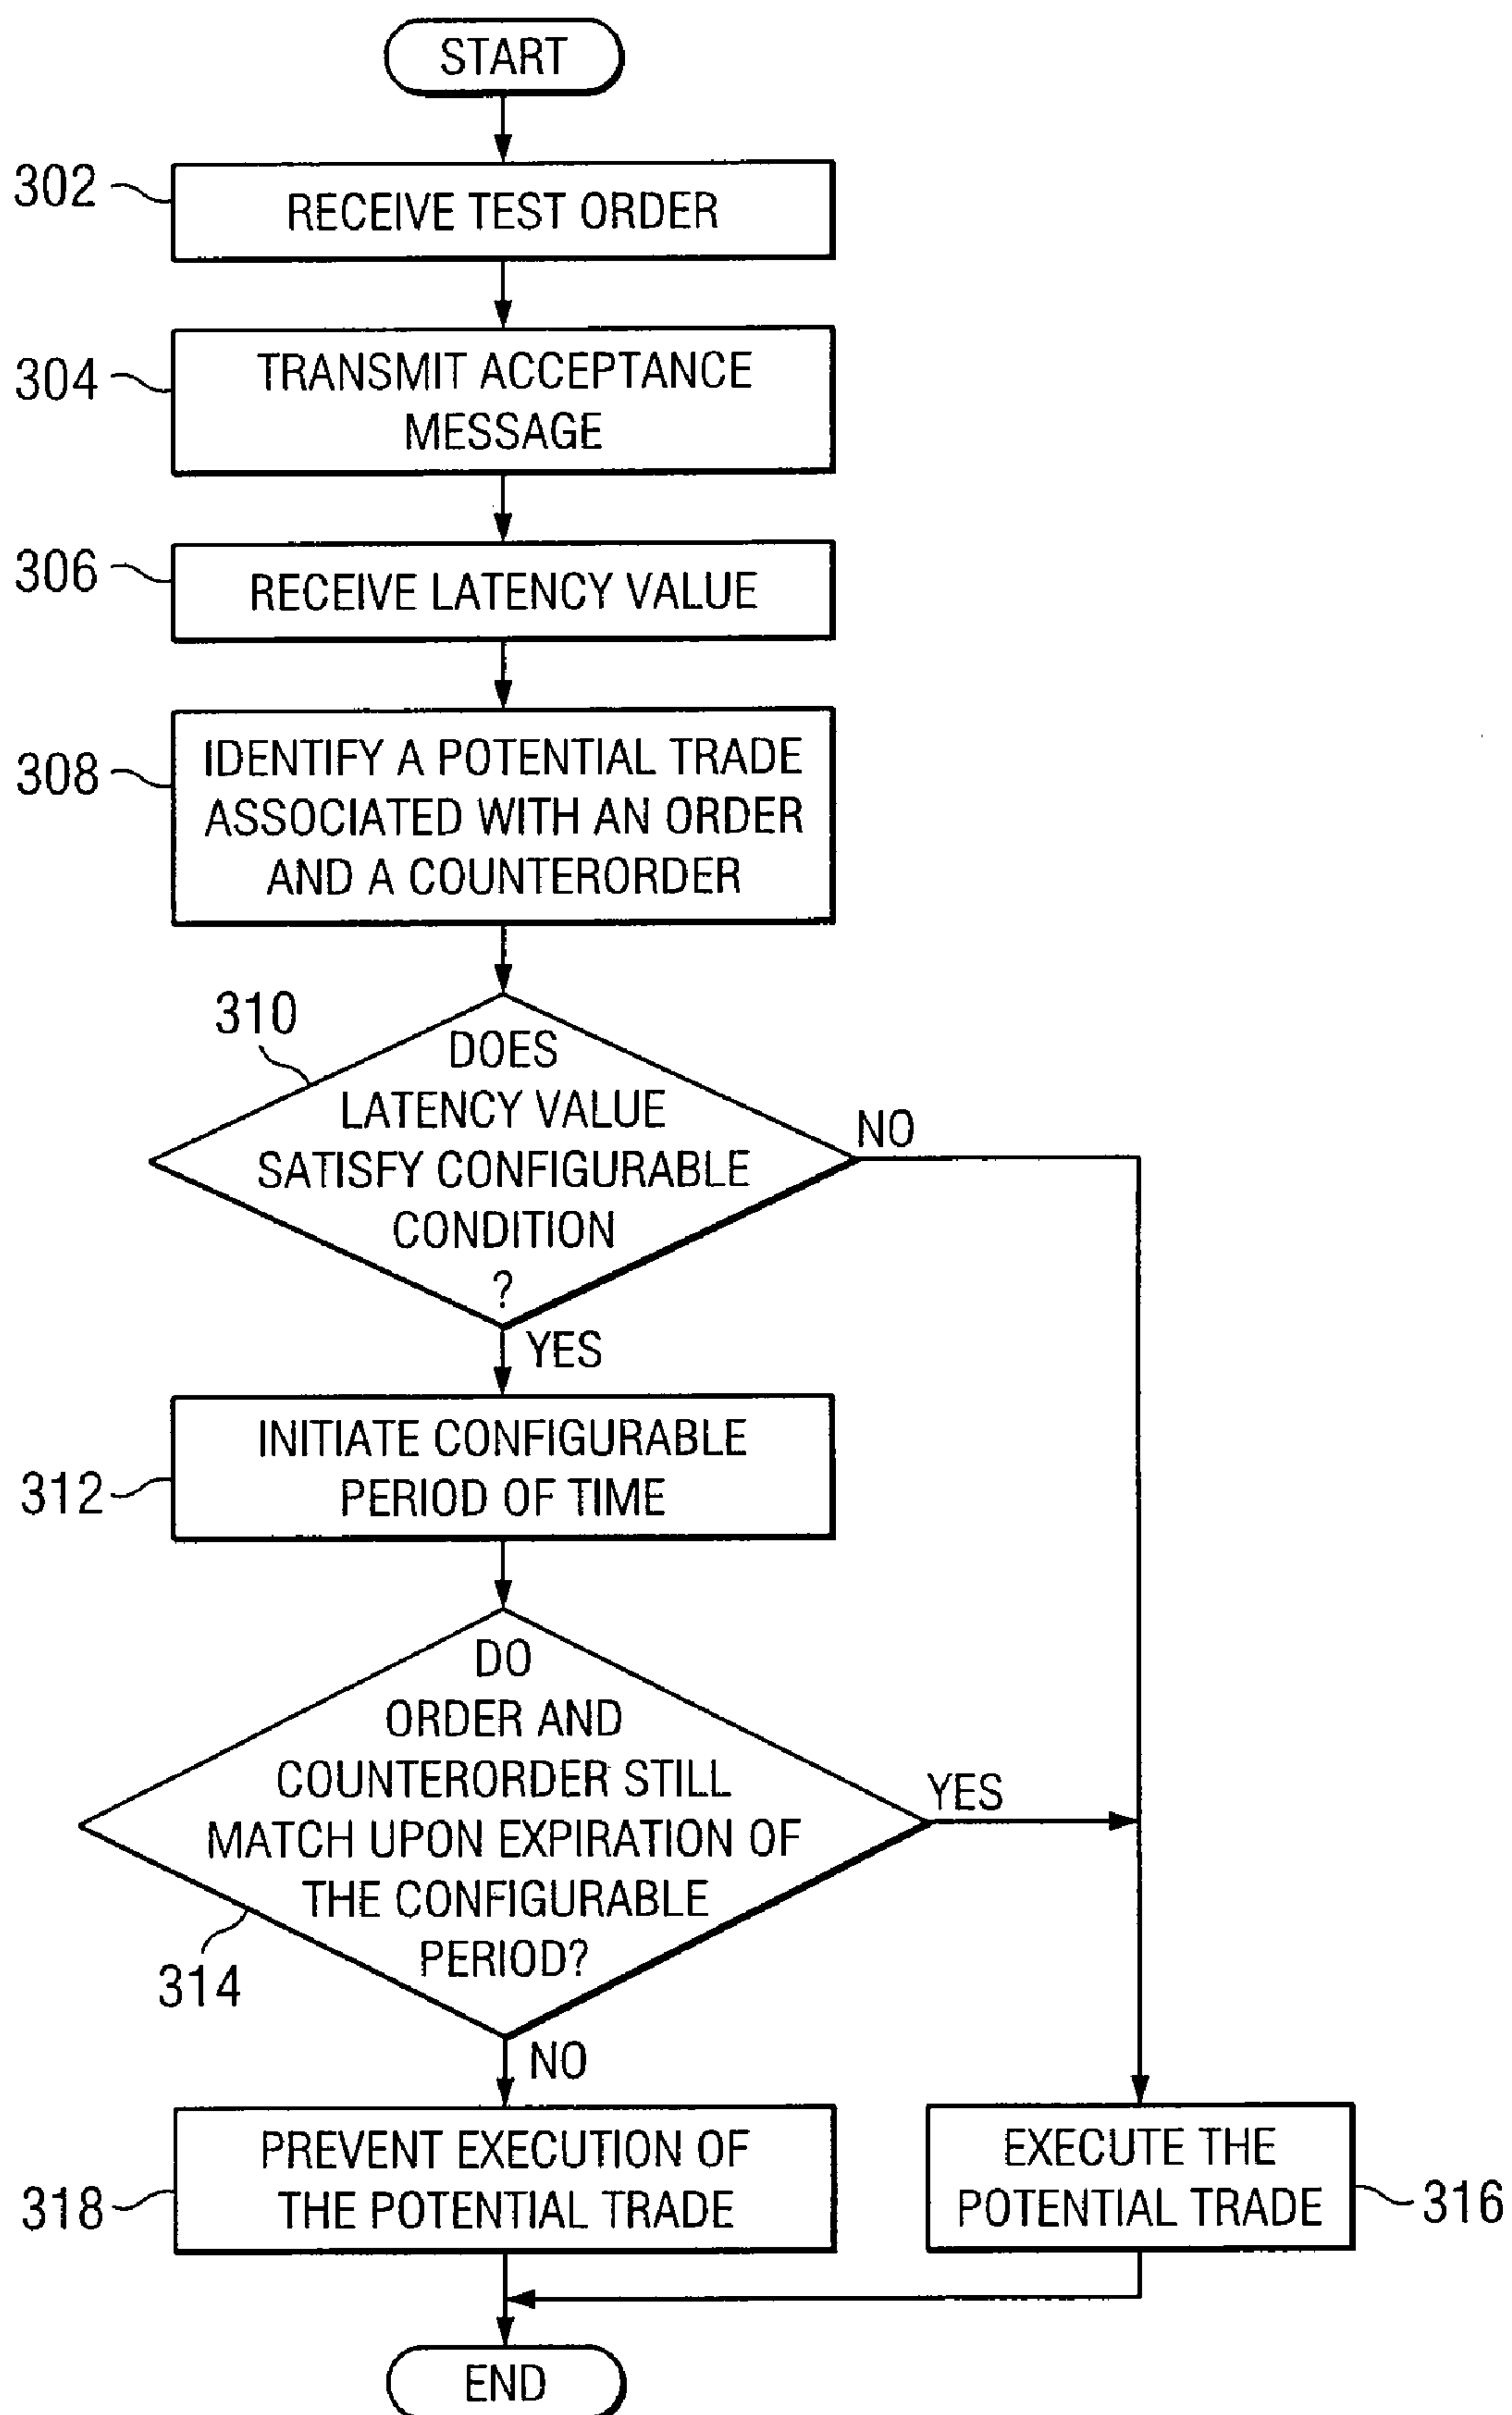 START
302
RECEIVE TEST ORDER
304
TRANSMIT ACCEPTANCE
MESSAGE
306
RECEIVE LATENCY VALUE
308
IDENTIFY A POTENTIAL TRADE
ASSOCIATED WITH AN ORDER
AND A COUNTERORDER
310
DOES
LATENCY VALUE
SATISFY CONFIGURABLE
CONDITION
?
NO
YES
312
INITIATE CONFIGURABLE
PERIOD OF TIME
DO
ORDER AND
COUNTERORDER STILL
MATCH UPON EXPIRATION OF
THE CONFIGURABLE
PERIOD?
YES
314
NO
318
PREVENT EXECUTION OF
THE POTENTIAL TRADE
EXECUTE THE
POTENTIAL TRADE
316
END